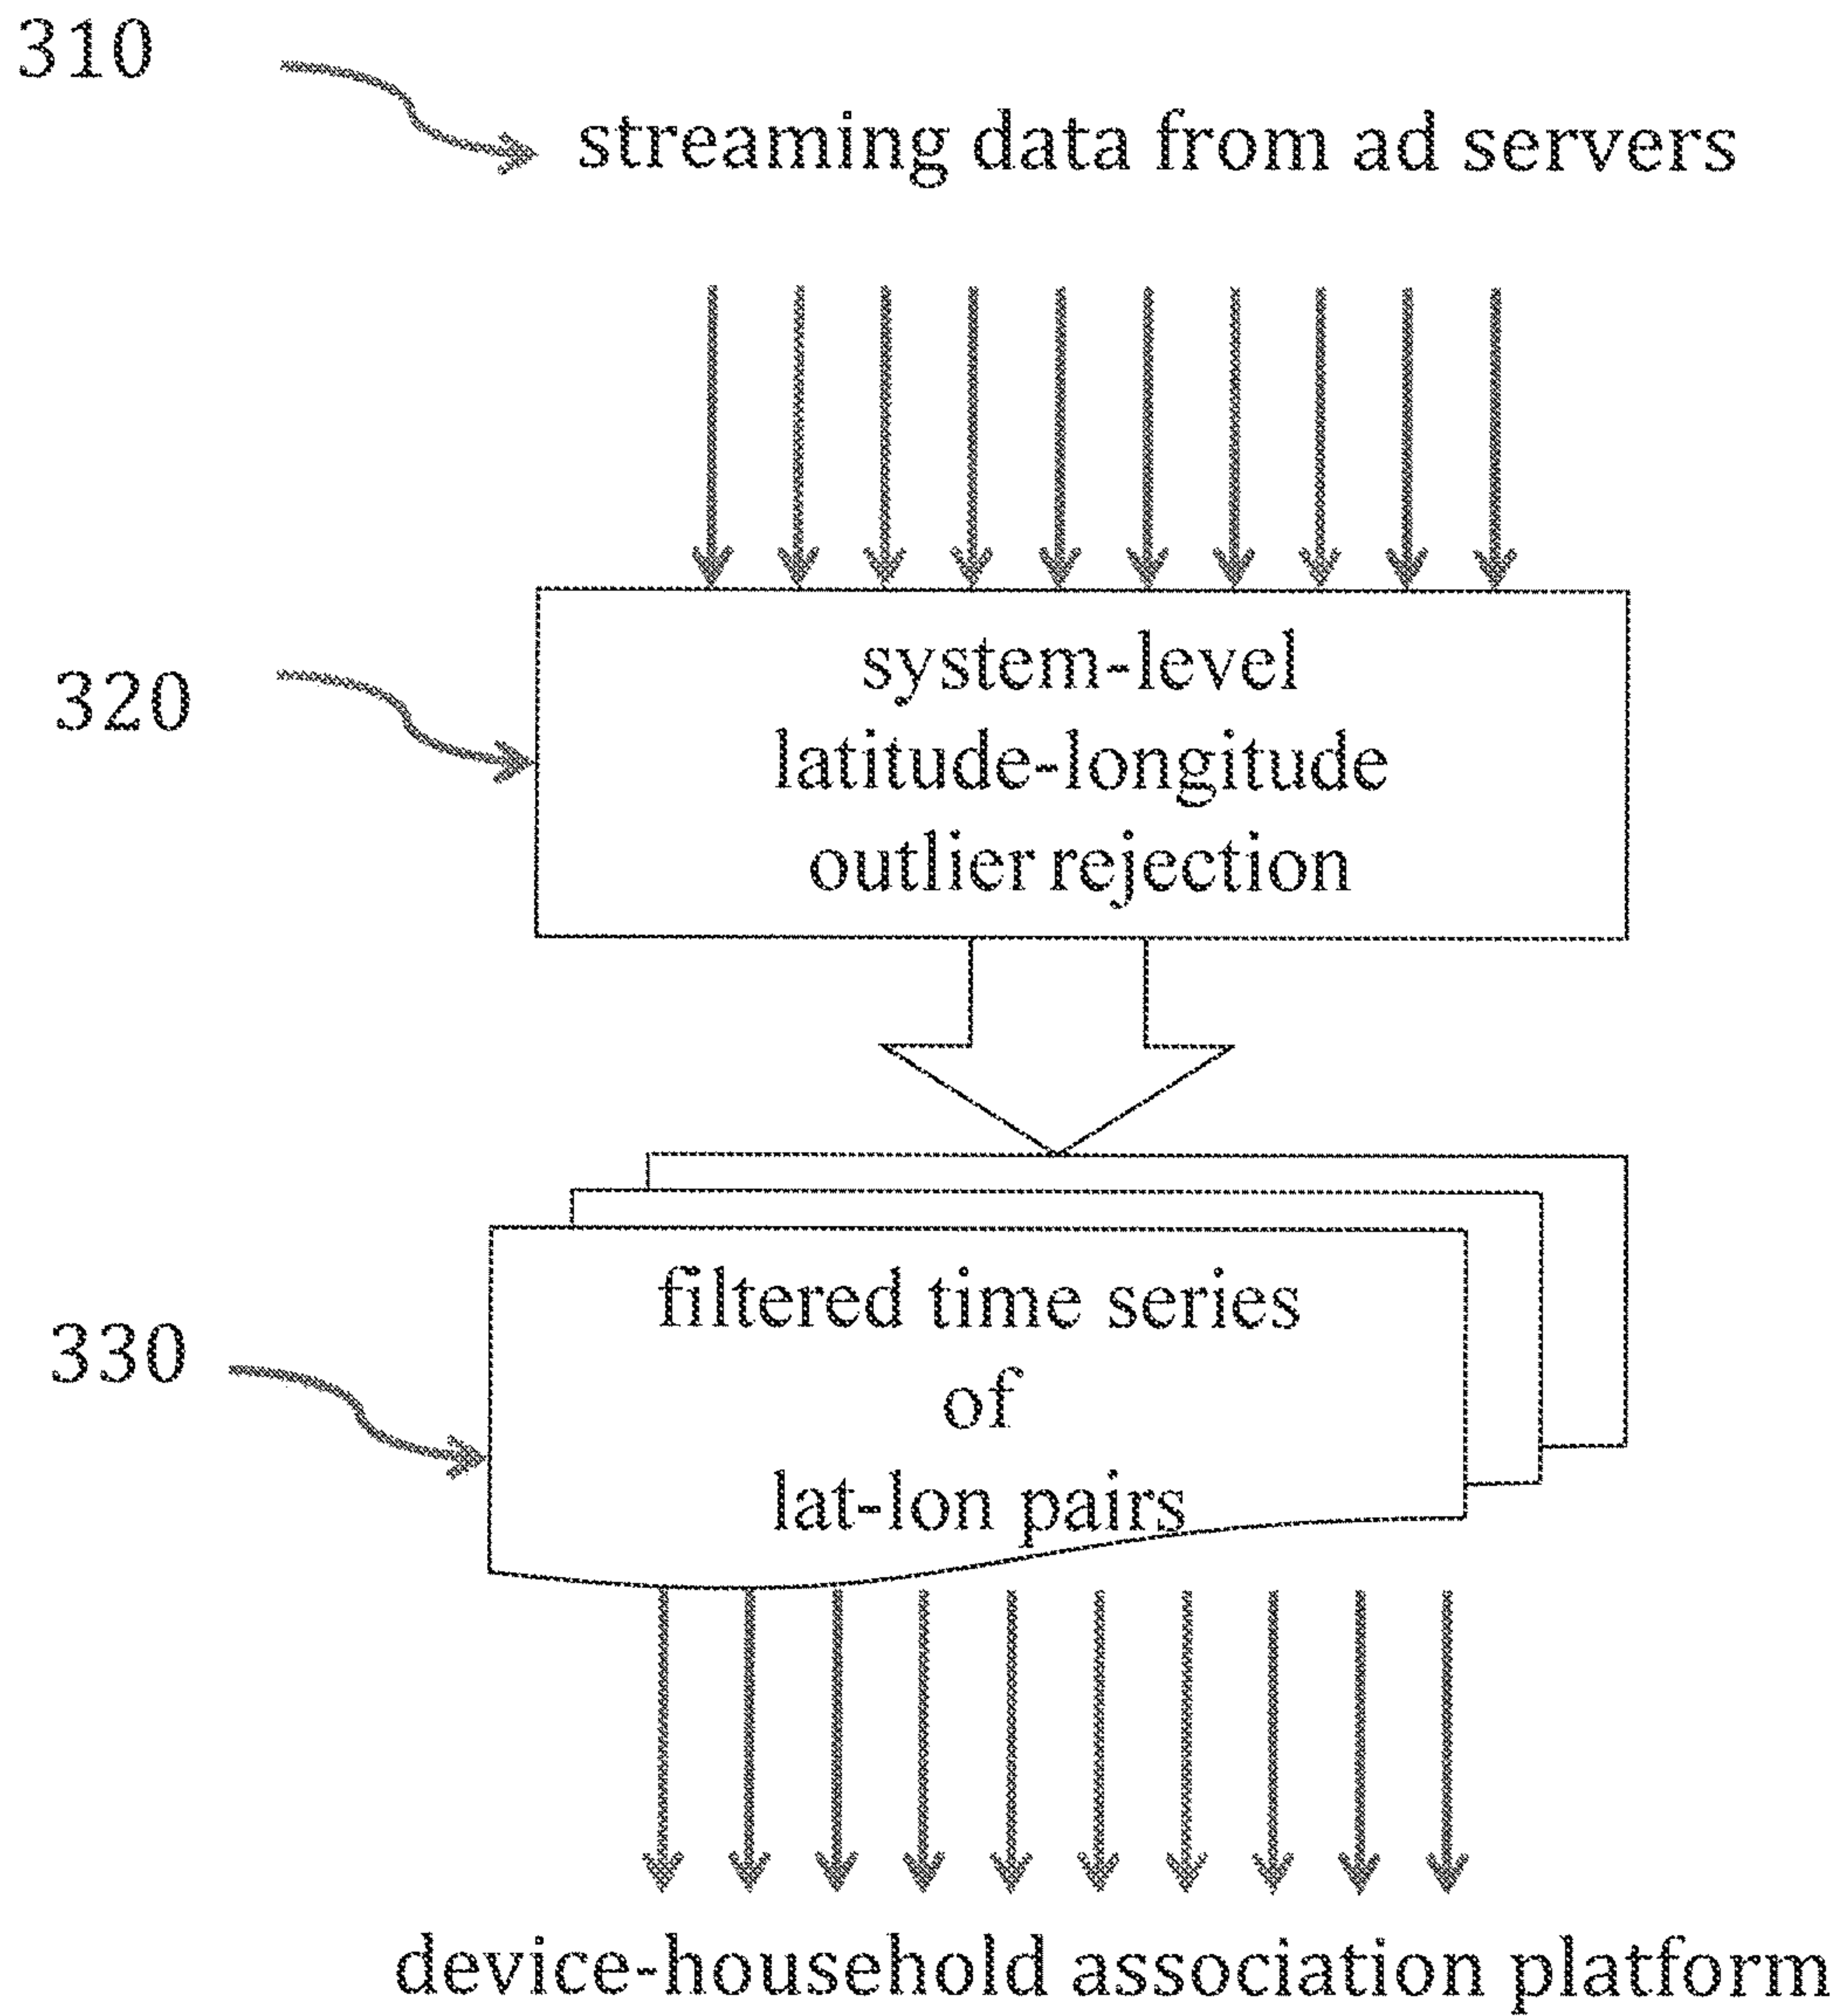 310
streaming data from ad servers
320
system-level
latitude-longitude
outlier rejection
330
filtered time series
of
lat-lon pairs
device-household association platform